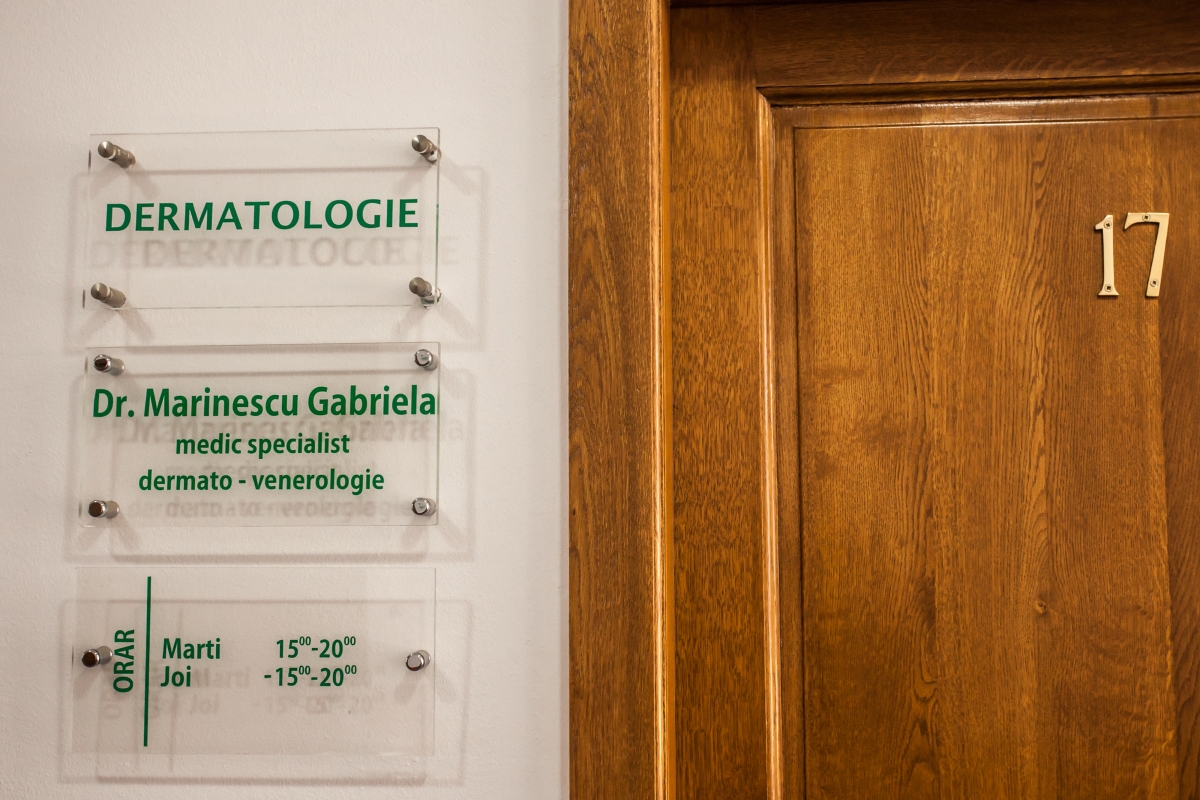 DERMATOLOGIE
Dr. Marinescu Gabriela
medic specialist
dermato - venerologie
ORAR
Marti 15⁰⁰-20⁰⁰
Joi -15⁰⁰-20⁰⁰
17